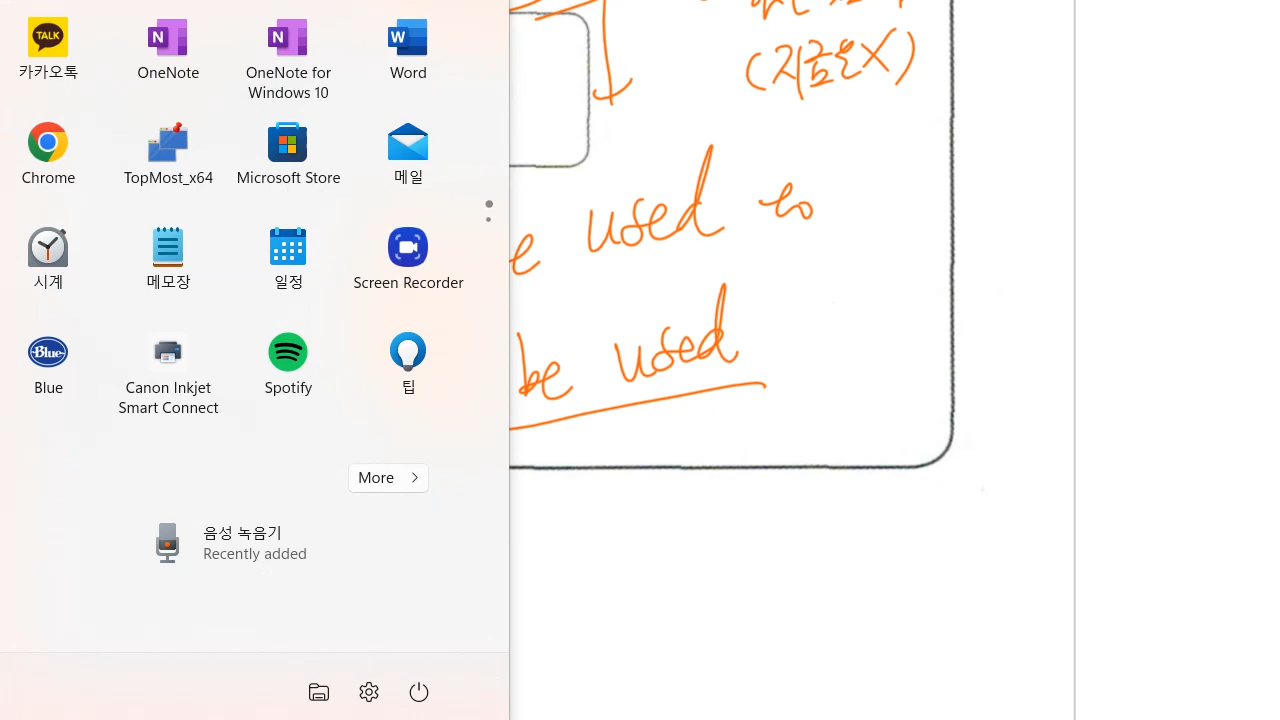 카카오톡
OneNote
OneNote for
Windows 10
Word
Chrome
TopMost_x64
Microsoft Store
메일
시계
메모장
일정
Screen Recorder
Blue
Canon Inkjet
Smart Connect
Spotify
팁
More
음성 녹음기
Recently added
TALK
Blue
(지금은X)
used to
be used